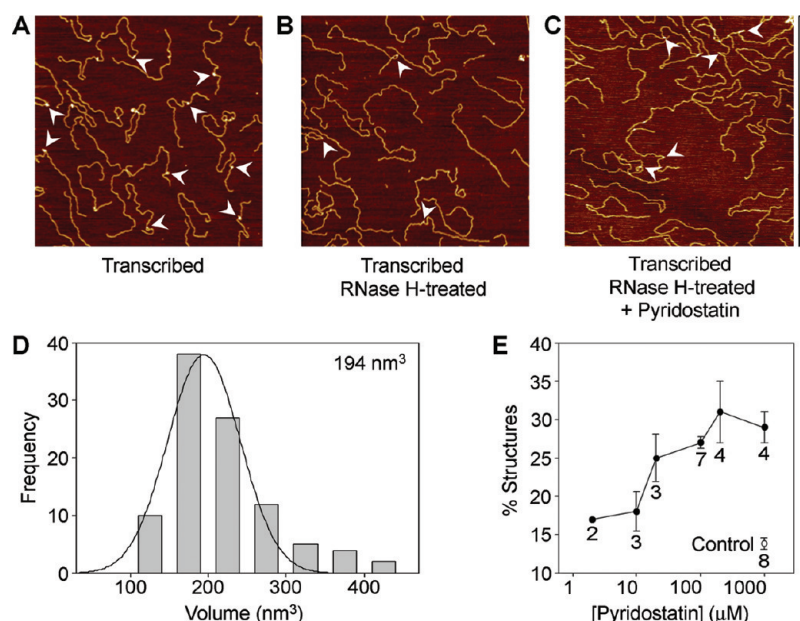 A
B
C
Transcribed
Transcribed
RNase H-treated
Transcribed
RNase H-treated
+ Pyridostatin
D
194 nm³
Frequency
40
30
20
10
0
100
200
300
400
Volume (nm³)
E
% Structures
40
35
30
25
20
15
10
2
3
3
7
4
4
Control
8
1
10
100
1000
[Pyridostatin] (μM)